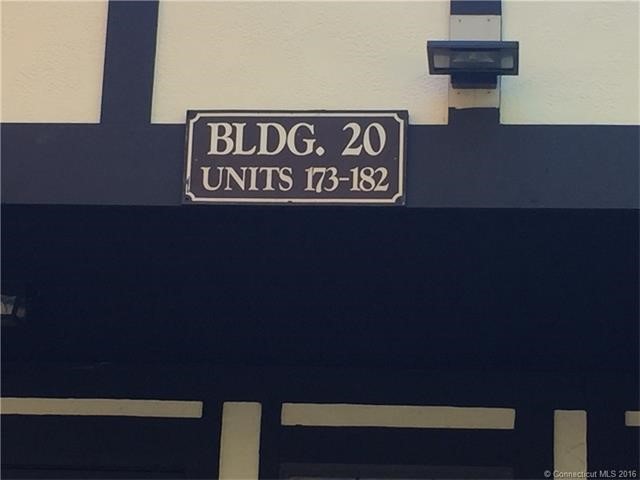 BLDG. 20
UNITS 173-182
© Connecticut MLS 2016